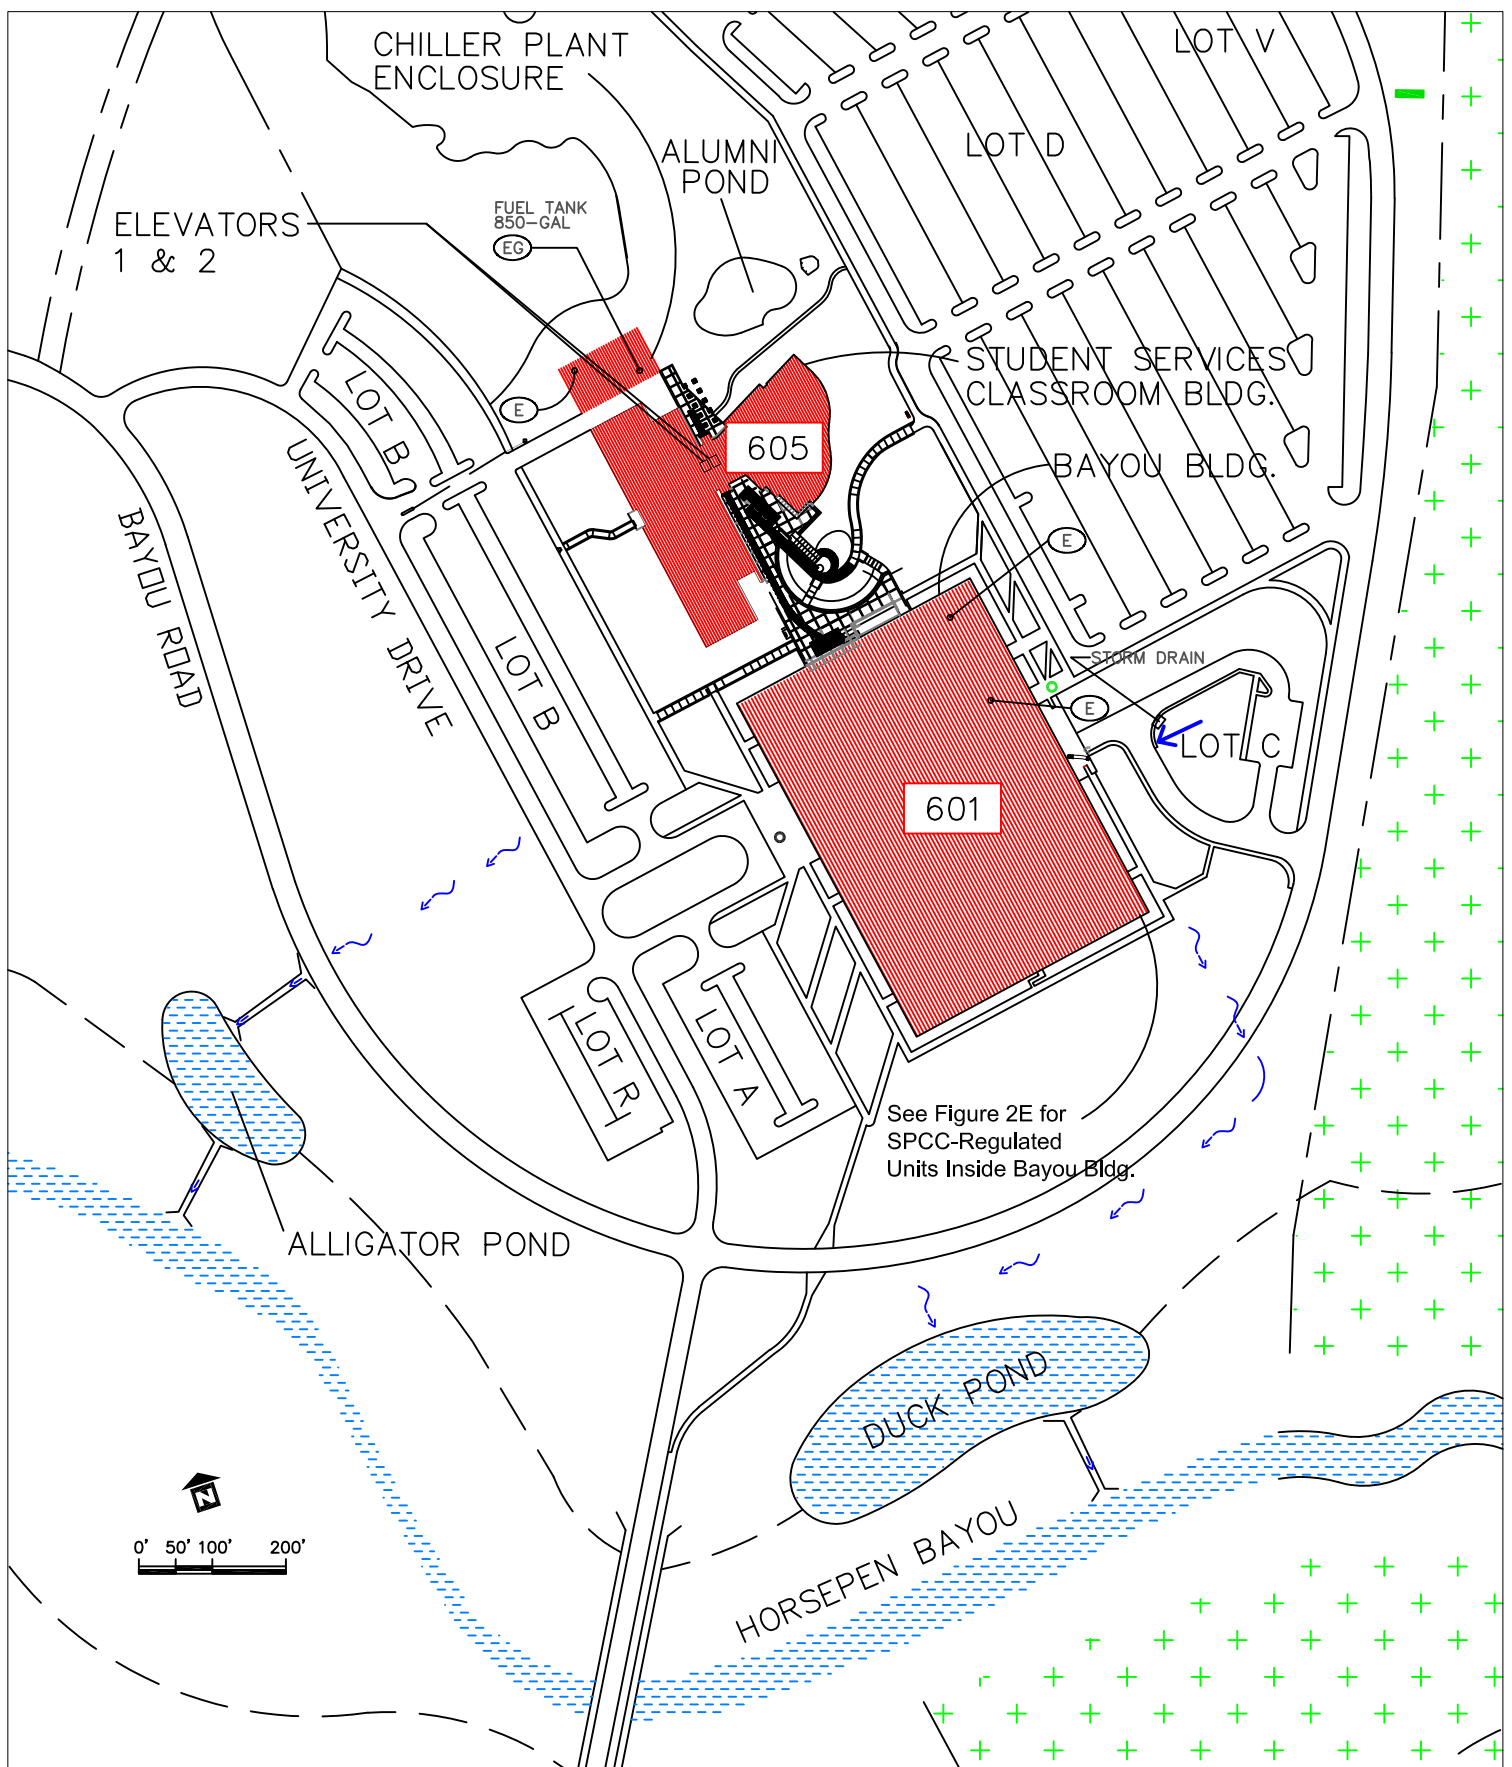 CHILLER PLANT
ENCLOSURE
LOT V
LOT D
ALUMNI
POND
ELEVATORS
1 & 2
FUEL TANK
850-GAL
EG
STUDENT SERVICES
CLASSROOM BLDG.
LOT B
E
605
BAYOU BLDG.
E
UNIVERSITY DRIVE
BAYOU ROAD
LOT B
STORM DRAIN
E
LOT C
601
LOT R
LOT A
See Figure 2E for
SPCC-Regulated
Units Inside Bayou Bldg.
ALLIGATOR POND
DUCK POND
HORSEPEN BAYOU
N
0' 50' 100' 200'